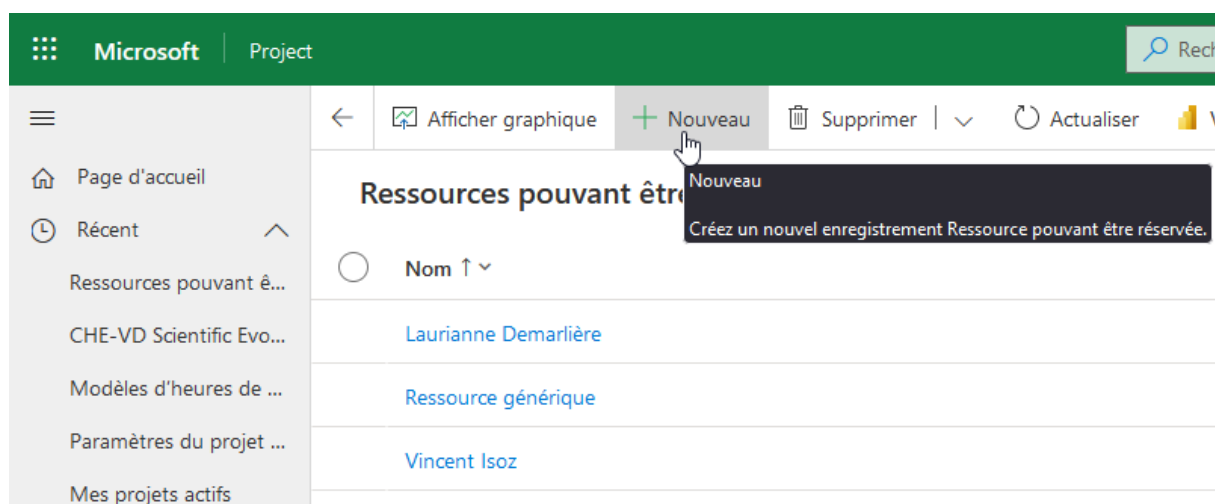 Microsoft Project
Afficher graphique Nouveau Supprimer Actualiser
Page d'accueil
Récent
Ressources pouvant ê...
CHE-VD Scientific Evo...
Modèles d'heures de ...
Paramètres du projet ...
Mes projets actifs
Ressources pouvant
Nouveau
Créez un nouvel enregistrement Ressource pouvant être réservée.
Nom
Laurianne Demarlière
Ressource générique
Vincent Isoz